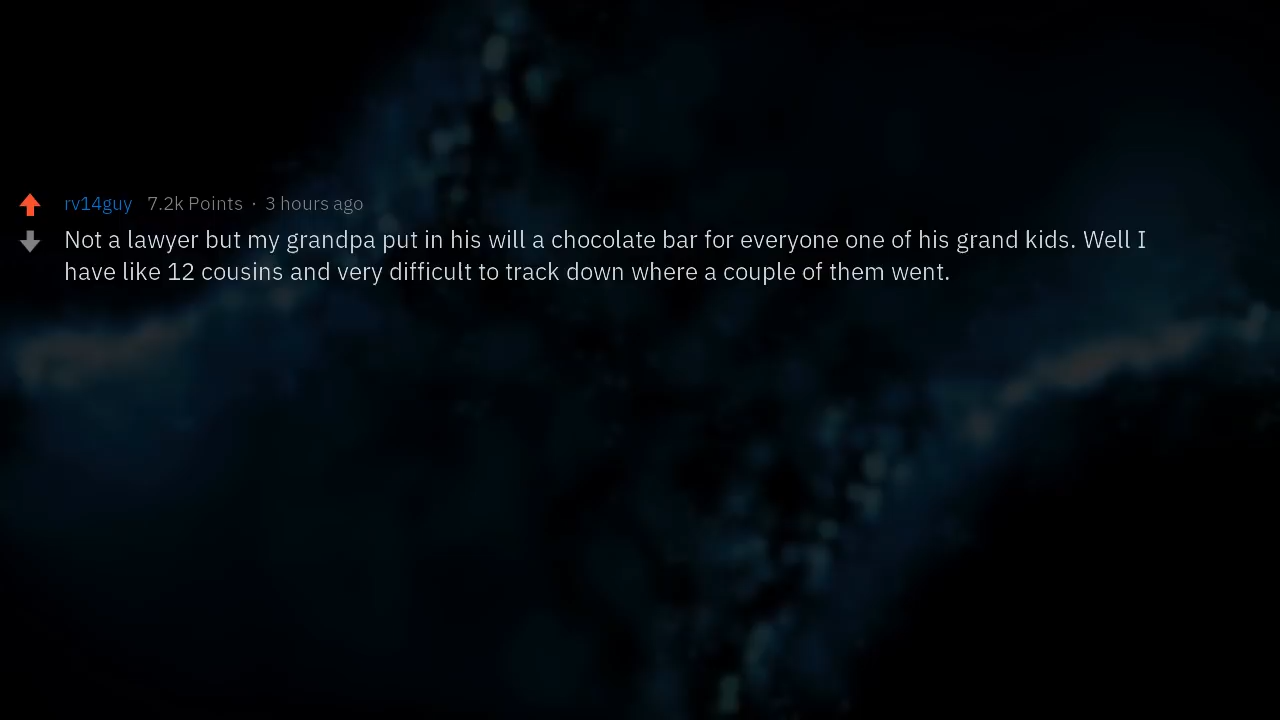 rv14guy 7.2k Points · 3 hours ago
Not a lawyer but my grandpa put in his will a chocolate bar for everyone one of his grand kids. Well I
have like 12 cousins and very difficult to track down where a couple of them went.